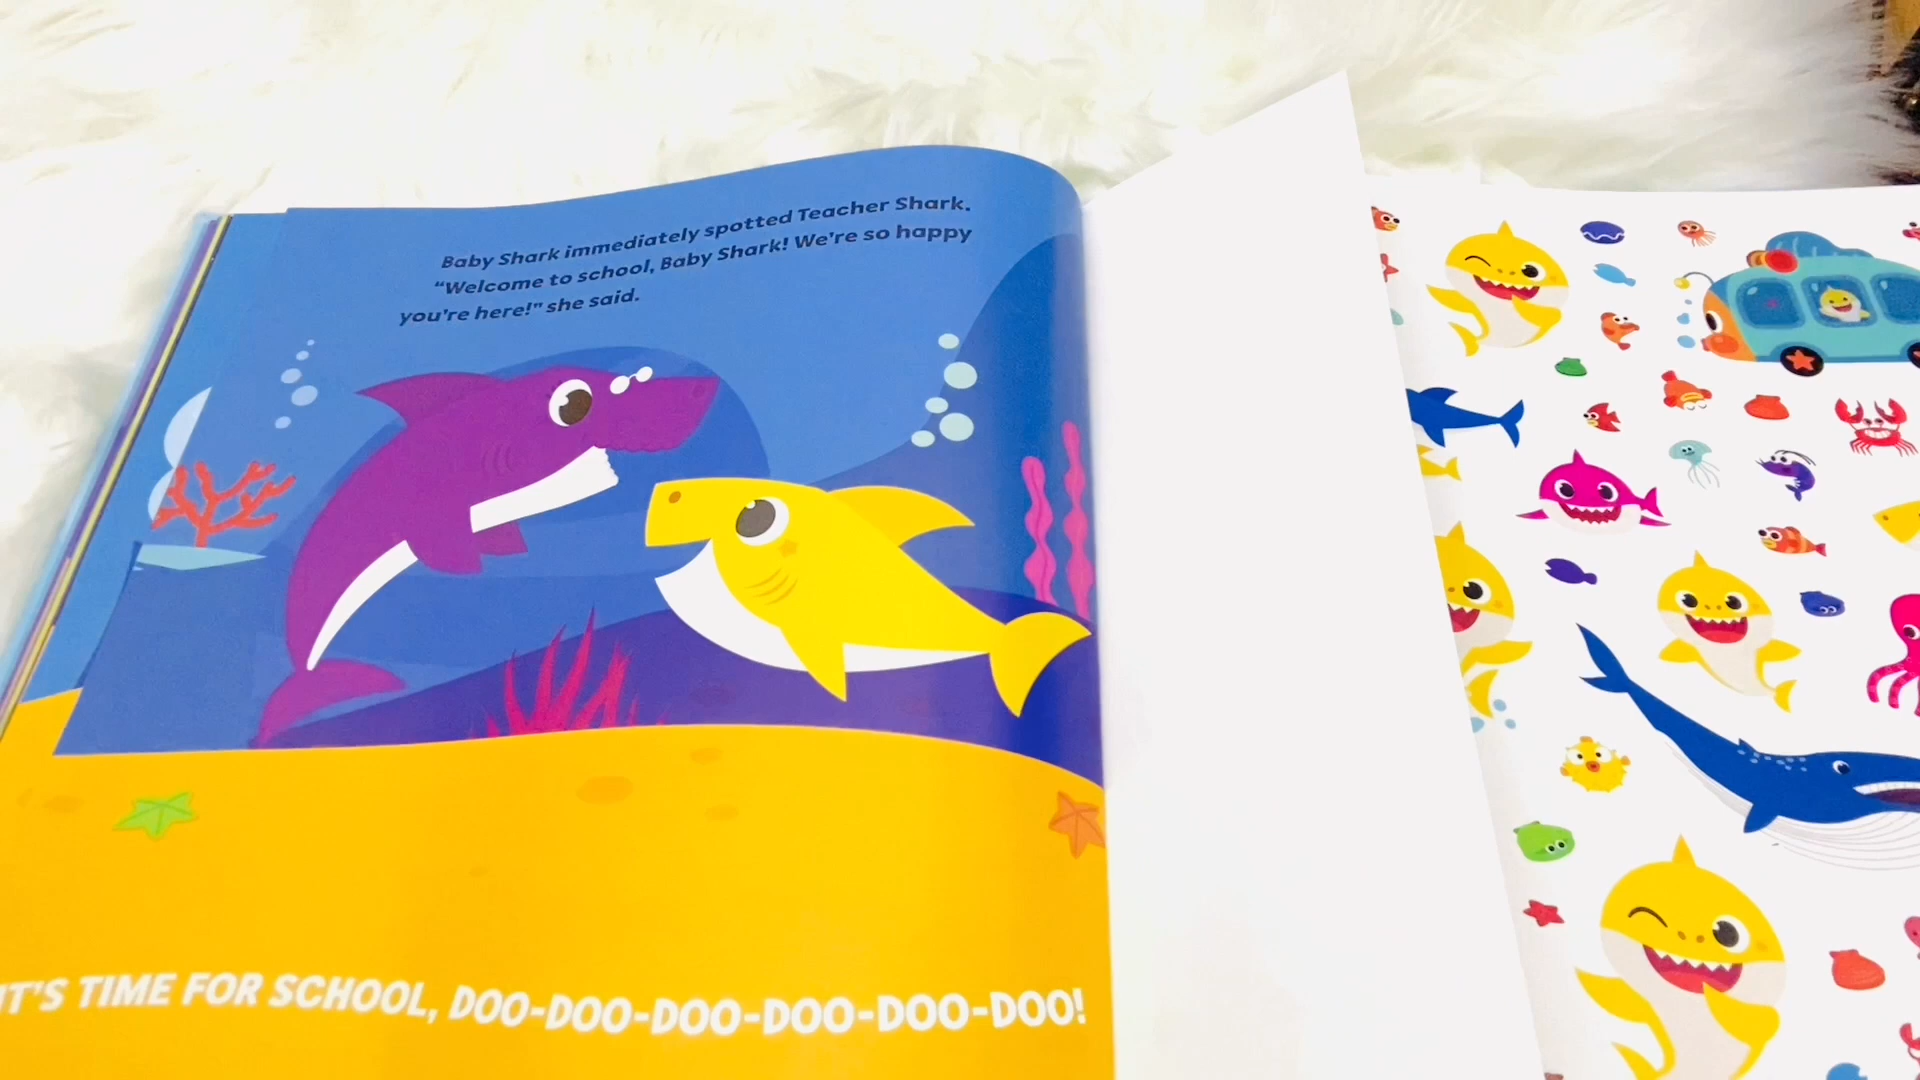 Baby Shark immediately spotted Teacher Shark.
“Welcome to school, Baby Shark! We’re so happy
you’re here!” she said.
IT’S TIME FOR SCHOOL, DOO-DOO-DOO-DOO-DOO-DOO!